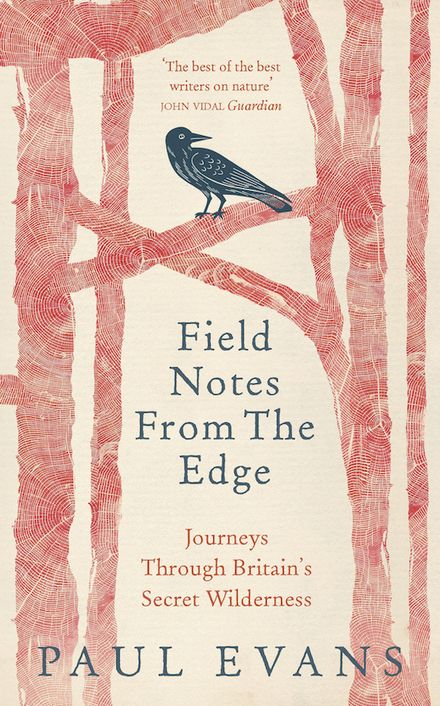 ‘The best of the best
writers on nature’
JOHN VIDAL Guardian
Field
Notes
From The
Edge
Journeys
Through Britain’s
Secret Wilderness
PAUL EVANS